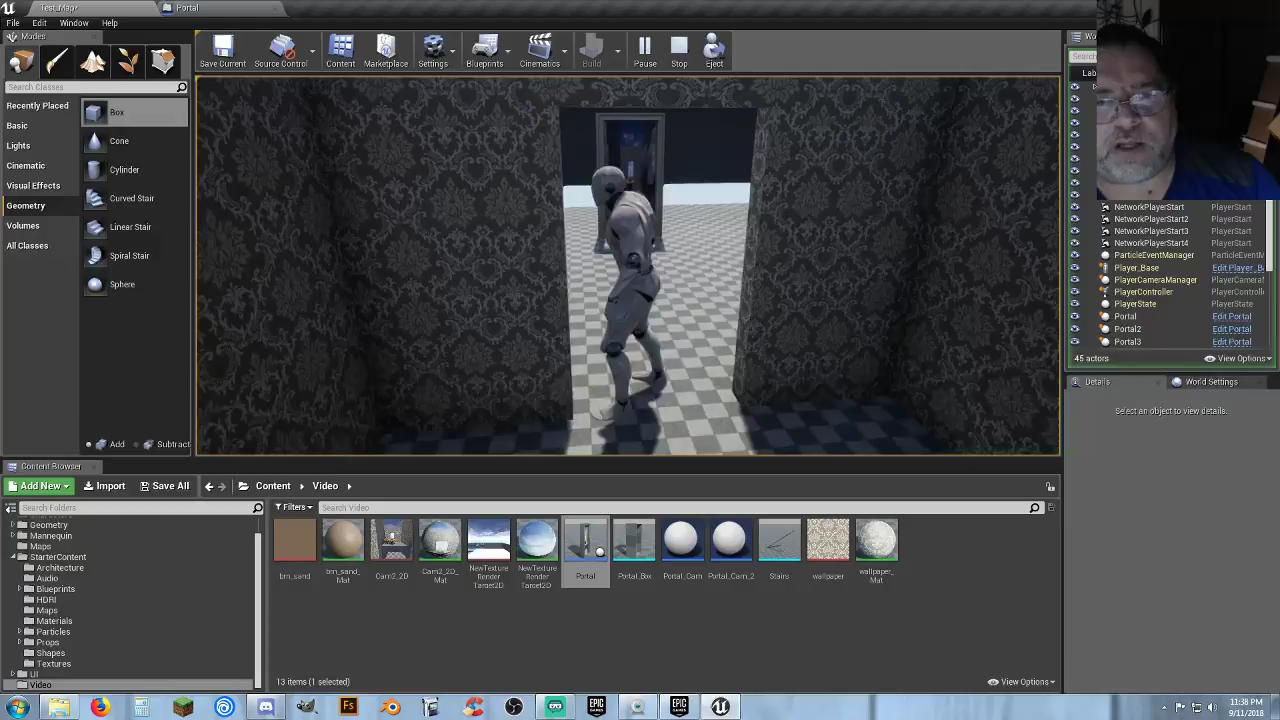 Test_Map*
Portal
File Edit Window Help
Modes
Save Current
Source Control
Content
Marketplace
Settings
Blueprints
Cinematics
Build
Pause
Stop
Eject
Search Classes
Recently Placed
Basic
Lights
Cinematic
Visual Effects
Geometry
Volumes
All Classes
Box
Cone
Cylinder
Curved Stair
Linear Stair
Spiral Stair
Sphere
Add
Subtract
NetworkPlayerStart PlayerStart
NetworkPlayerStart2 PlayerStart
NetworkPlayerStart3 PlayerStart
NetworkPlayerStart4 PlayerStart
ParticleEventManager ParticleEventM
Player_Base Edit Player_B
PlayerCameraManager PlayerCamera
PlayerController PlayerControll
PlayerState PlayerState
Portal Edit Portal
Portal2 Edit Portal
Portal3 Edit Portal
45 actors
View Options
Details
World Settings
Select an object to view details.
Content Browser
Add New
Import
Save All
Content
Video
Search Folders
Filters
Search Video
Geometry
Mannequin
Maps
StarterContent
Architecture
Audio
Blueprints
HDRI
Maps
Materials
Particles
Props
Shapes
Textures
UI
Video
brn_sand
brn_sand_Mat
Cam2_2D
Cam2_2D_Mat
NewTexture Render Target2D
NewTexture Render Target2D
Portal
Portal_Box
Portal_Cam
Portal_Cam_2
Stairs
wallpaper
wallpaper_Mat
13 items (1 selected)
View Options
11:38 PM
9/11/2018